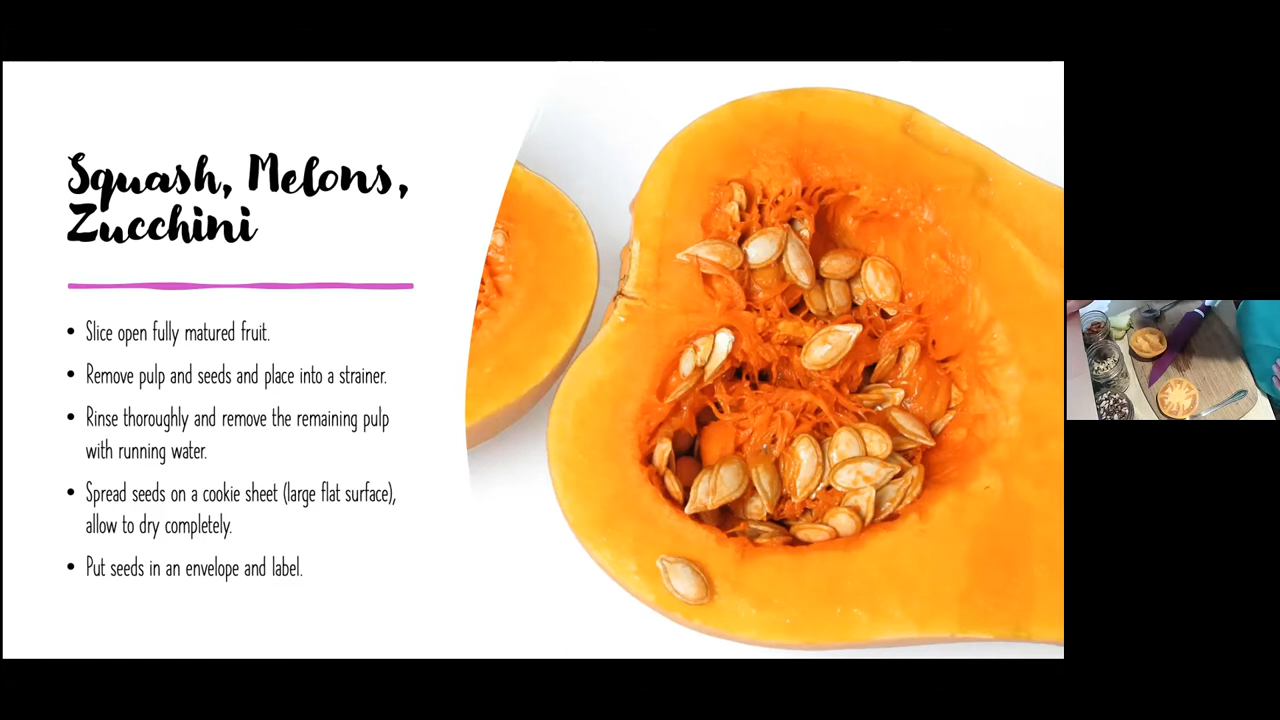 Squash, Melons,
Zucchini
• Slice open fully matured fruit.
• Remove pulp and seeds and place into a strainer.
• Rinse thoroughly and remove the remaining pulp
with running water.
• Spread seeds on a cookie sheet (large flat surface),
allow to dry completely.
• Put seeds in an envelope and label.